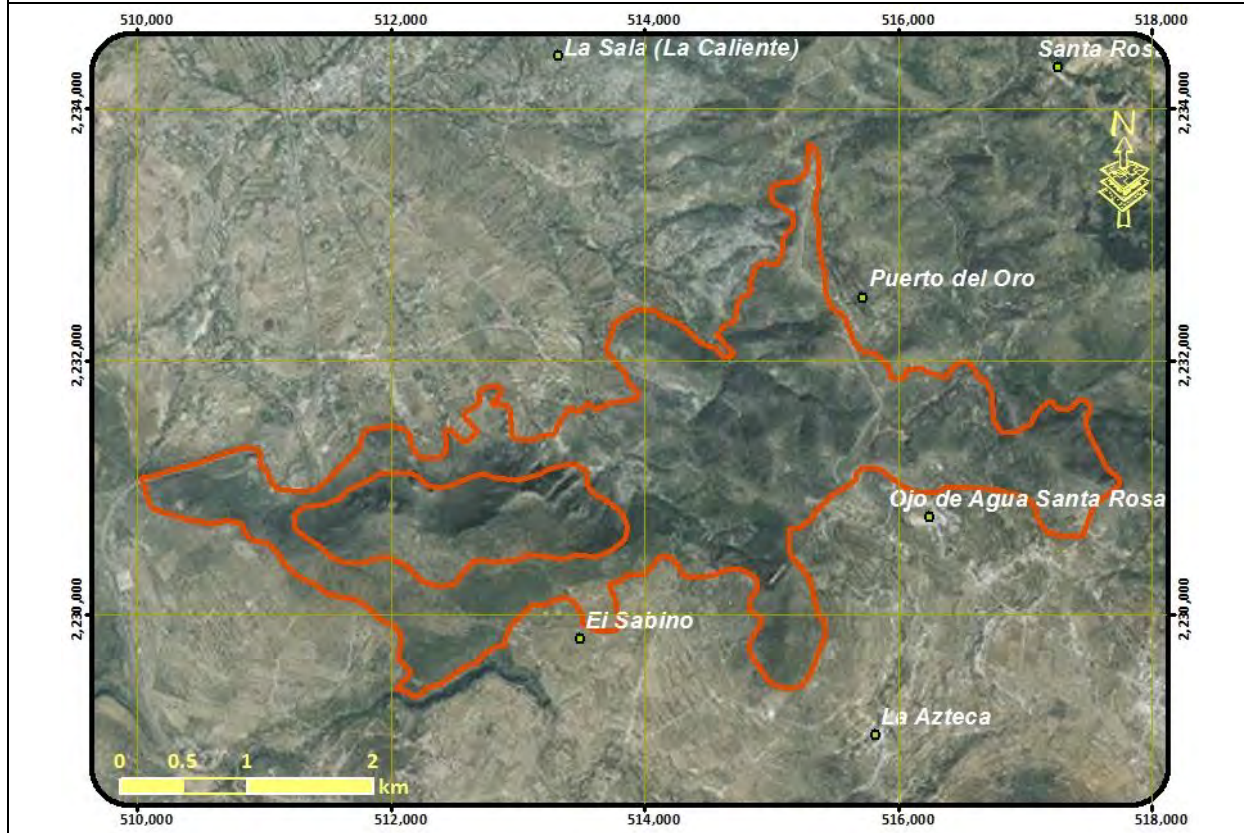 510,000 512,000 514,000 516,000 518,000
La Sala (La Caliente)
Santa Ros
2,234,000 2,234,000
N
Puerto del Oro
2,232,000 2,232,000
Ojo de Agua Santa Rosa
2,230,000 2,230,000
El Sabino
La Azteca
0 0.5 1 2
km
510,000 512,000 514,000 516,000 518,000